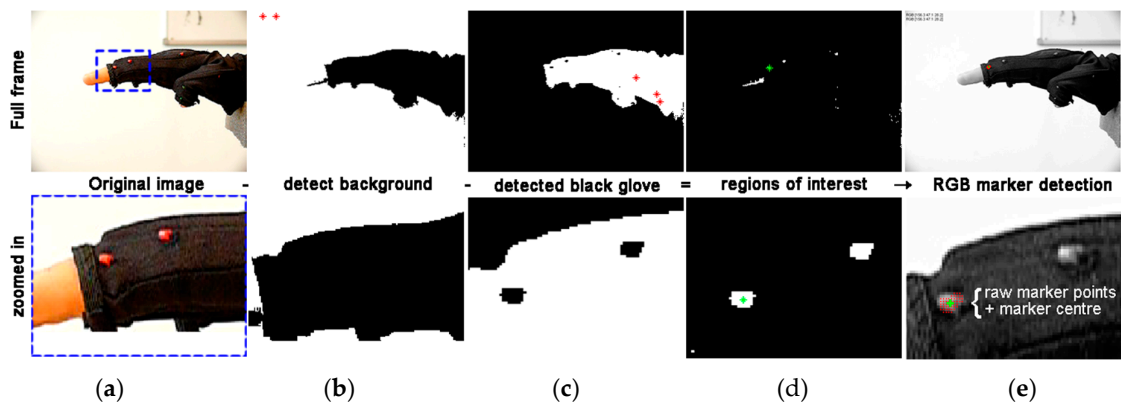 Full frame
Original image - detect background - detected black glove = regions of interest → RGB marker detection
zoomed in
{ raw marker points
+ marker centre
(a) (b) (c) (d) (e)